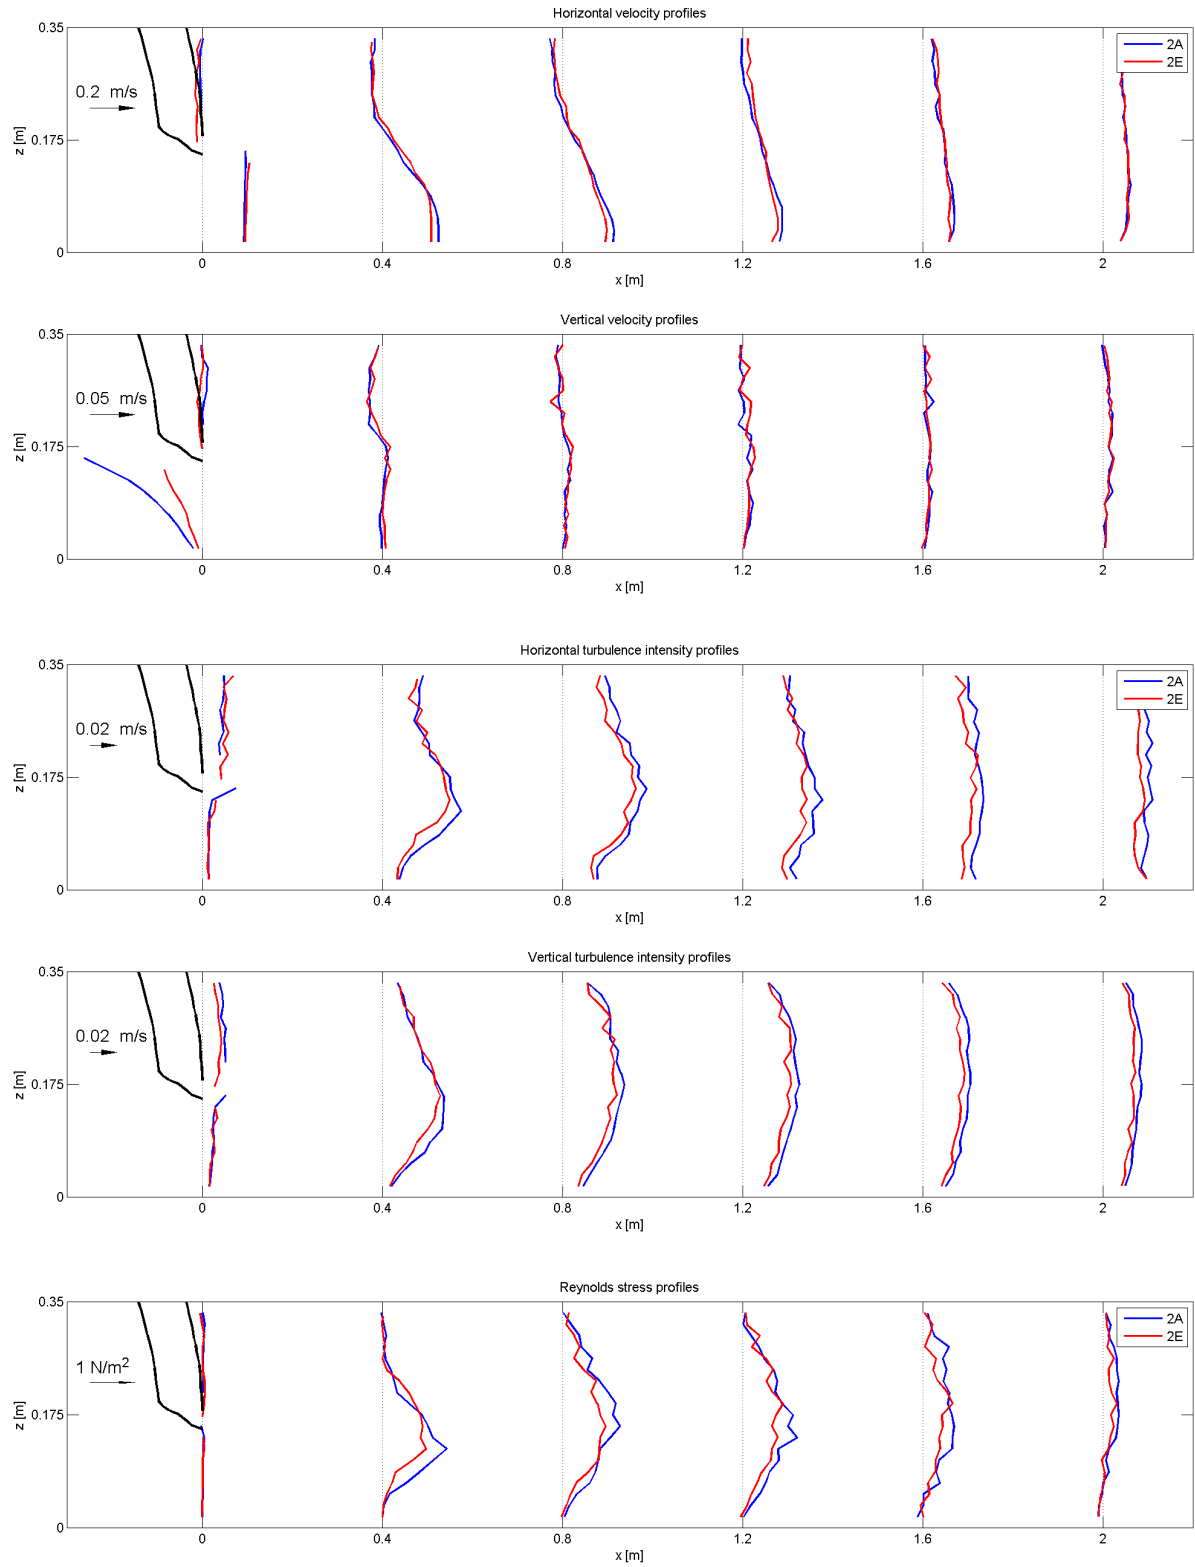 Horizontal velocity profiles
0.35
2A
2E
0.2 m/s
z [m]
0.175
0
0 0.4 0.8 1.2 1.6 2
x [m]
Vertical velocity profiles
0.35
0.05 m/s
z [m]
0.175
0
0 0.4 0.8 1.2 1.6 2
x [m]
Horizontal turbulence intensity profiles
0.35
2A
2E
0.02 m/s
z [m]
0.175
0
0 0.4 0.8 1.2 1.6 2
x [m]
Vertical turbulence intensity profiles
0.35
0.02 m/s
z [m]
0.175
0
0 0.4 0.8 1.2 1.6 2
x [m]
Reynolds stress profiles
0.35
2A
2E
1 N/m²
z [m]
0.175
0
0 0.4 0.8 1.2 1.6 2
x [m]